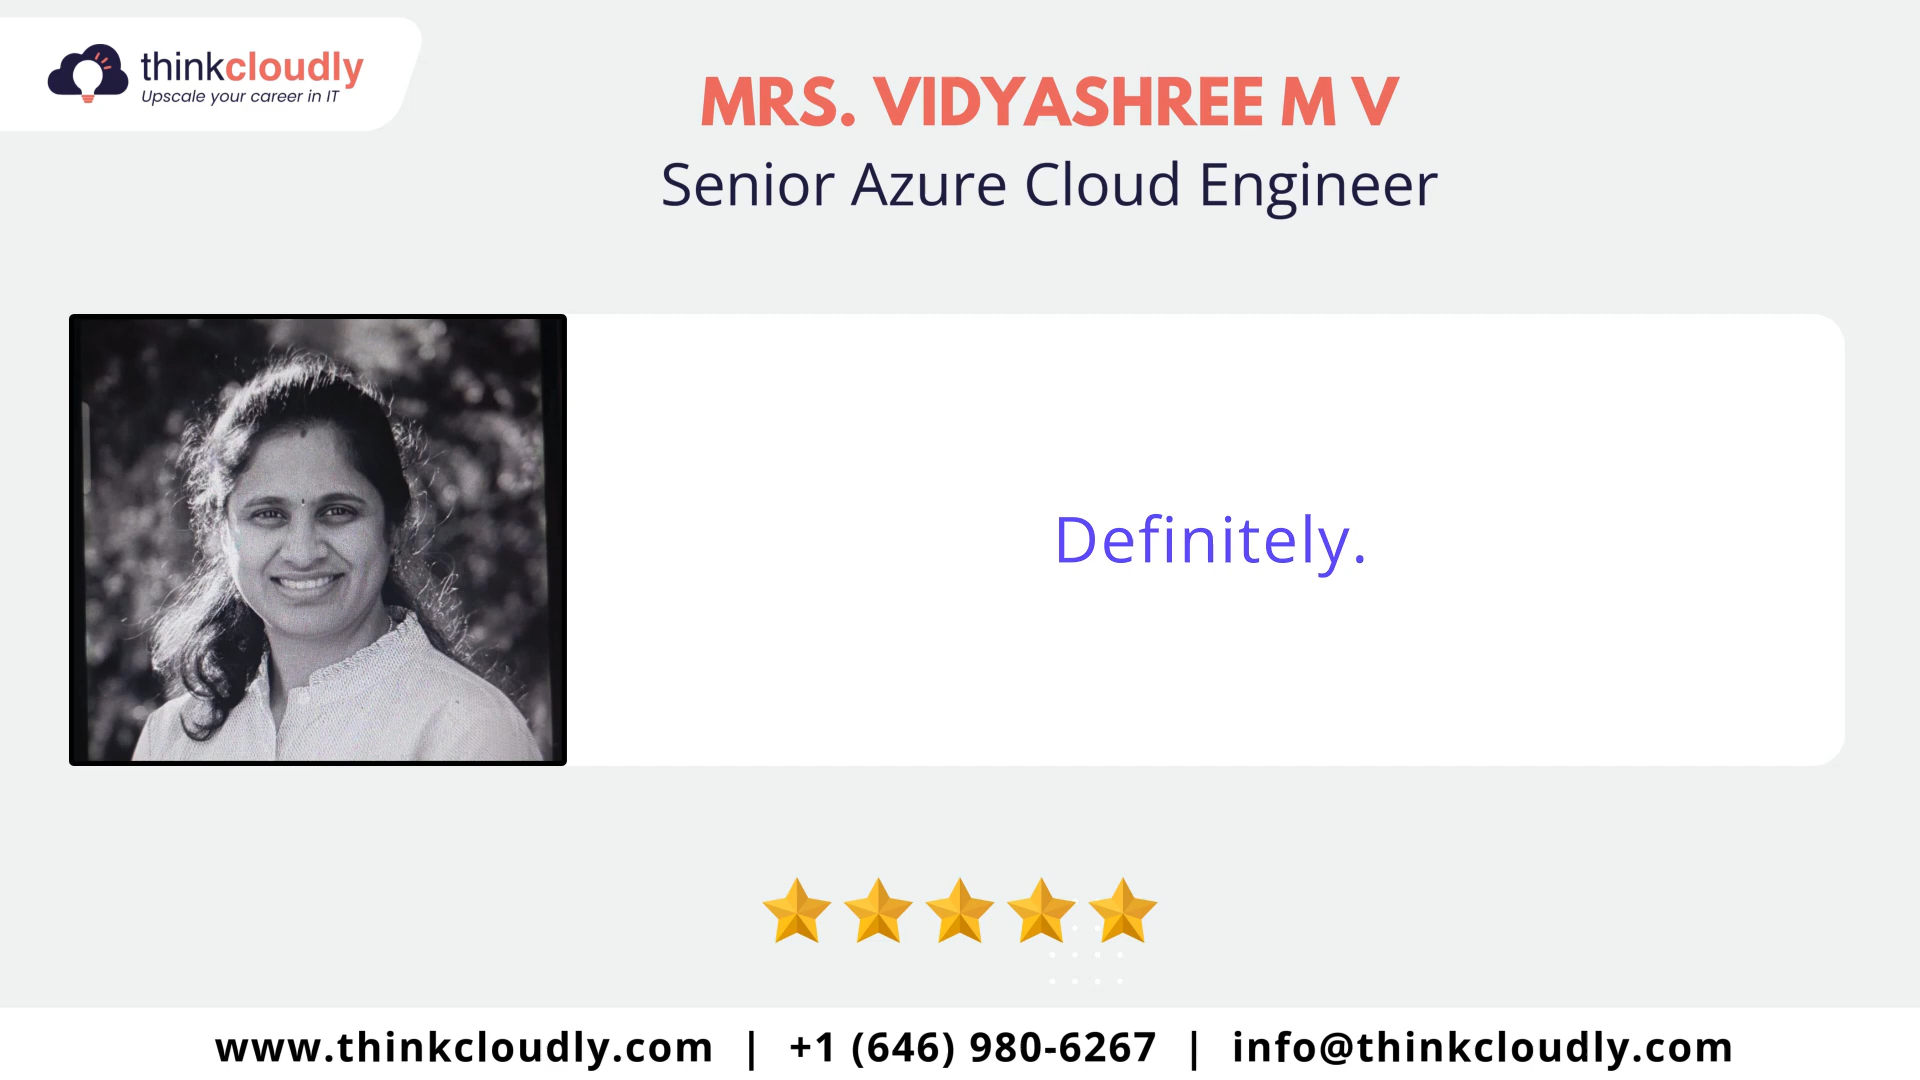 thinkcloudly
Upscale your career in IT
MRS. VIDYASHREE M V
Senior Azure Cloud Engineer
Definitely.
www.thinkcloudly.com | +1 (646) 980-6267 | info@thinkcloudly.com